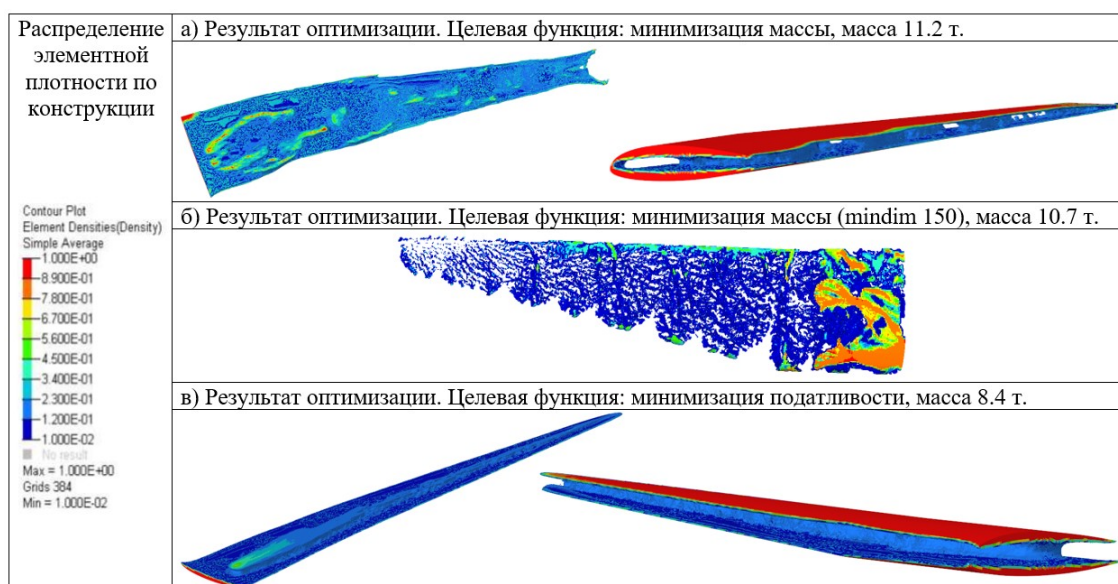 Распределение
элементной
плотности по
конструкции
Contour Plot
Element Densities(Density)
Simple Average
1.000E+00
8.900E-01
7.800E-01
6.700E-01
5.600E-01
4.500E-01
3.400E-01
2.300E-01
1.200E-01
1.000E-02
No result
Max = 1.000E+00
Grids 384
Min = 1.000E-02
а) Результат оптимизации. Целевая функция: минимизация массы, масса 11.2 т.
б) Результат оптимизации. Целевая функция: минимизация массы (mindim 150), масса 10.7 т.
в) Результат оптимизации. Целевая функция: минимизация податливости, масса 8.4 т.